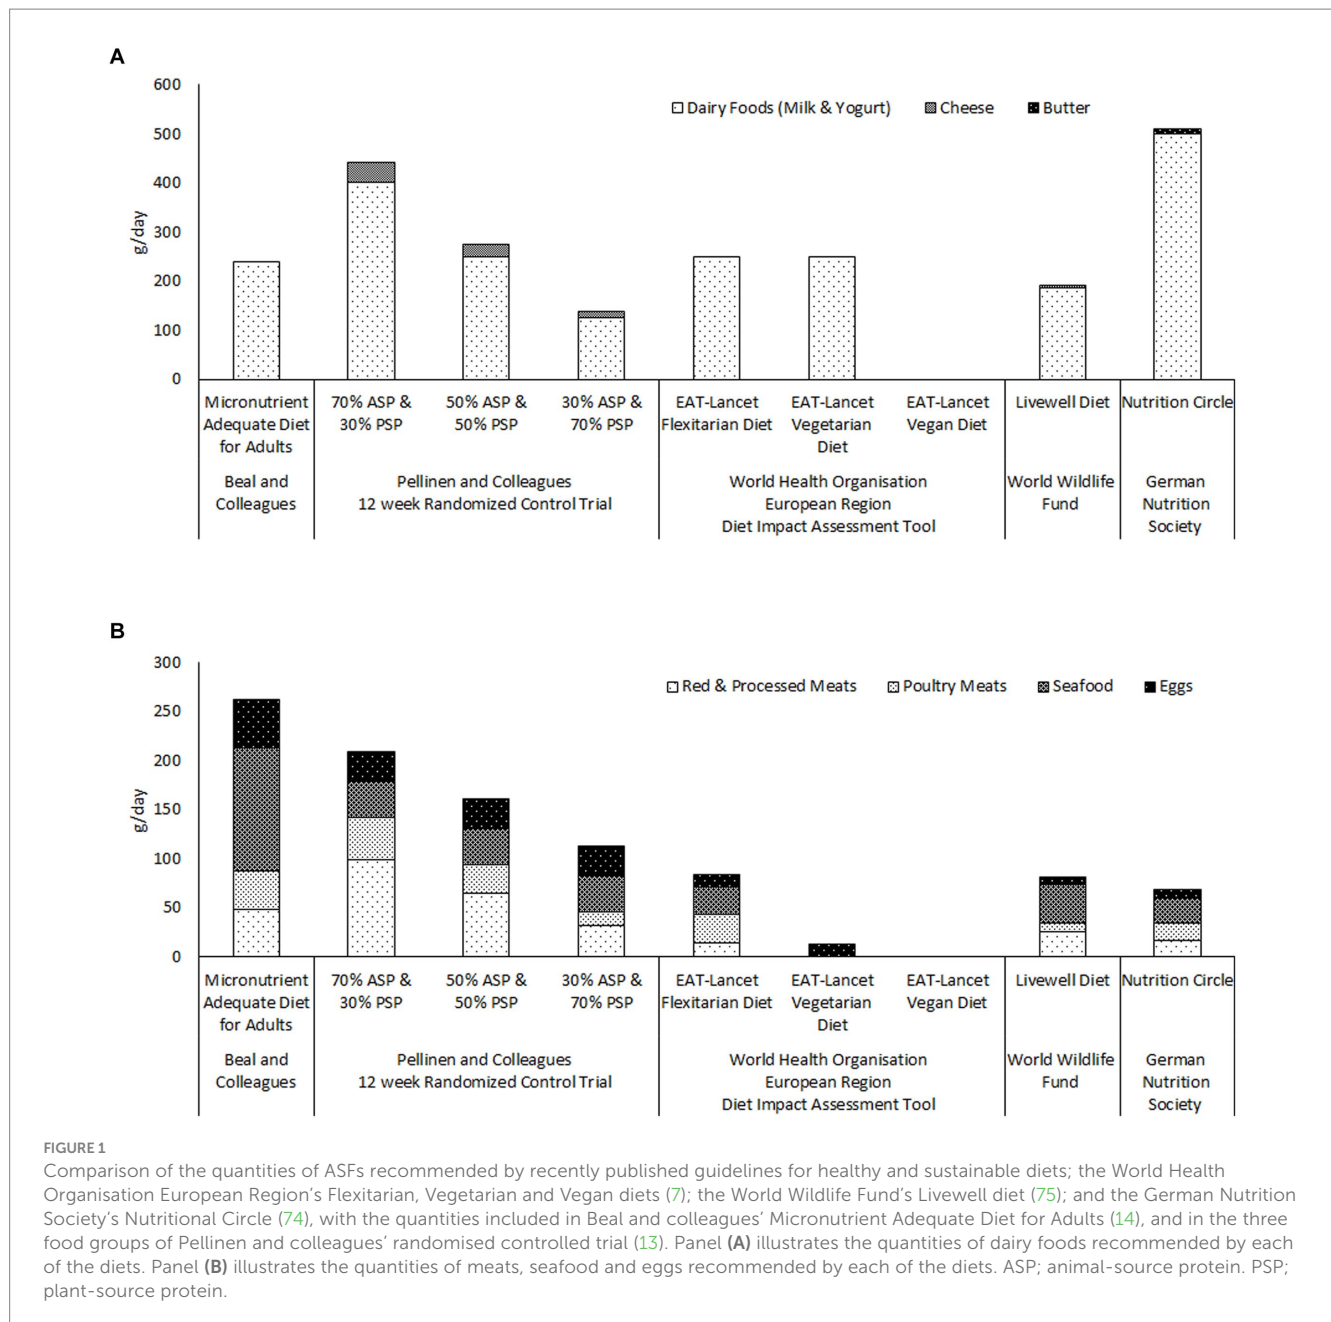 A
600
500
400
300
200
100
0
g/day
Dairy Foods (Milk & Yogurt) Cheese Butter
Micronutrient Adequate Diet for Adults
70% ASP & 30% PSP
50% ASP & 50% PSP
30% ASP & 70% PSP
EAT-Lancet Flexitarian Diet
EAT-Lancet Vegetarian Diet
EAT-Lancet Vegan Diet
Livewell Diet
Nutrition Circle
Beal and Colleagues
Pellinen and Colleagues
12 week Randomized Control Trial
World Health Organisation
European Region
Diet Impact Assessment Tool
World Wildlife Fund
German Nutrition Society
B
300
250
200
150
100
50
0
g/day
Red & Processed Meats Poultry Meats Seafood Eggs
Micronutrient Adequate Diet for Adults
70% ASP & 30% PSP
50% ASP & 50% PSP
30% ASP & 70% PSP
EAT-Lancet Flexitarian Diet
EAT-Lancet Vegetarian Diet
EAT-Lancet Vegan Diet
Livewell Diet
Nutrition Circle
Beal and Colleagues
Pellinen and Colleagues
12 week Randomized Control Trial
World Health Organisation
European Region
Diet Impact Assessment Tool
World Wildlife Fund
German Nutrition Society
FIGURE 1
Comparison of the quantities of ASFs recommended by recently published guidelines for healthy and sustainable diets; the World Health
Organisation European Region's Flexitarian, Vegetarian and Vegan diets (7); the World Wildlife Fund's Livewell diet (75); and the German Nutrition
Society's Nutritional Circle (74), with the quantities included in Beal and colleagues' Micronutrient Adequate Diet for Adults (14), and in the three
food groups of Pellinen and colleagues' randomised controlled trial (13). Panel (A) illustrates the quantities of dairy foods recommended by each
of the diets. Panel (B) illustrates the quantities of meats, seafood and eggs recommended by each of the diets. ASP; animal-source protein. PSP;
plant-source protein.